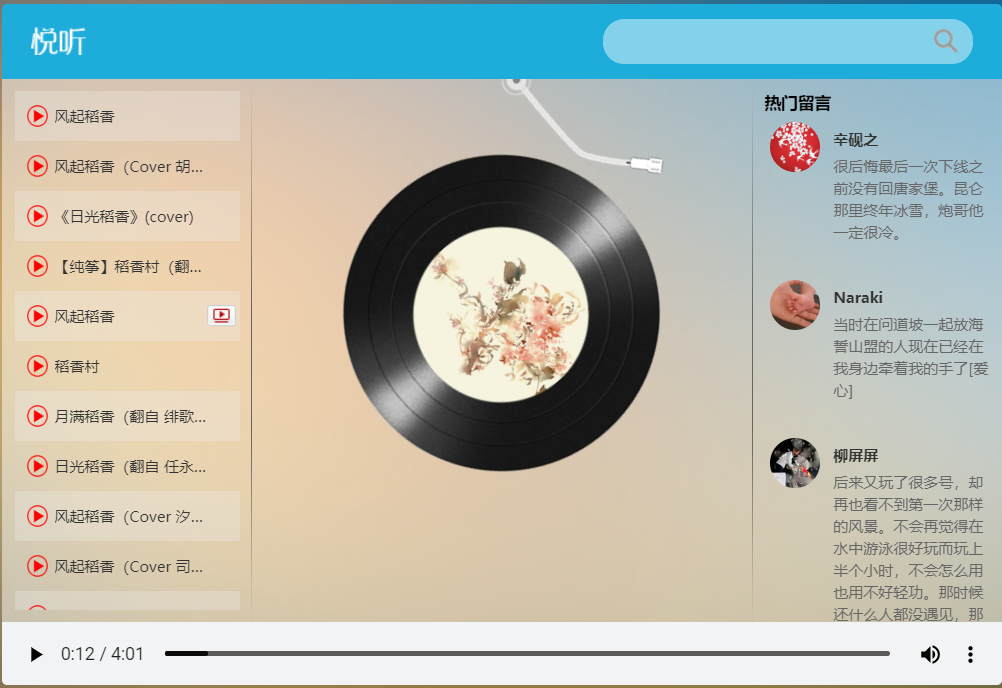 悦听
风起稻香
风起稻香（Cover 胡...
《日光稻香》(cover)
【纯筝】稻香村（翻...
风起稻香
稻香村
月满稻香（翻自 绯歌...
日光稻香（翻自 任永...
风起稻香（Cover 汐...
风起稻香（Cover 司...
热门留言
辛砚之
很后悔最后一次下线之
前没有回唐家堡。昆仑
那里终年冰雪，炮哥他
一定很冷。
Naraki
当时在问道坡一起放海
誓山盟的人现在已经在
我身边牵着我的手了[爱
心]
柳屏屏
后来又玩了很多号，却
再也看不到第一次那样
的风景。不会再觉得在
水中游泳很好玩而玩上
半个小时，不会怎么用
也用不好轻功。那时候
还什么人都没遇见，那
0:12 / 4:01